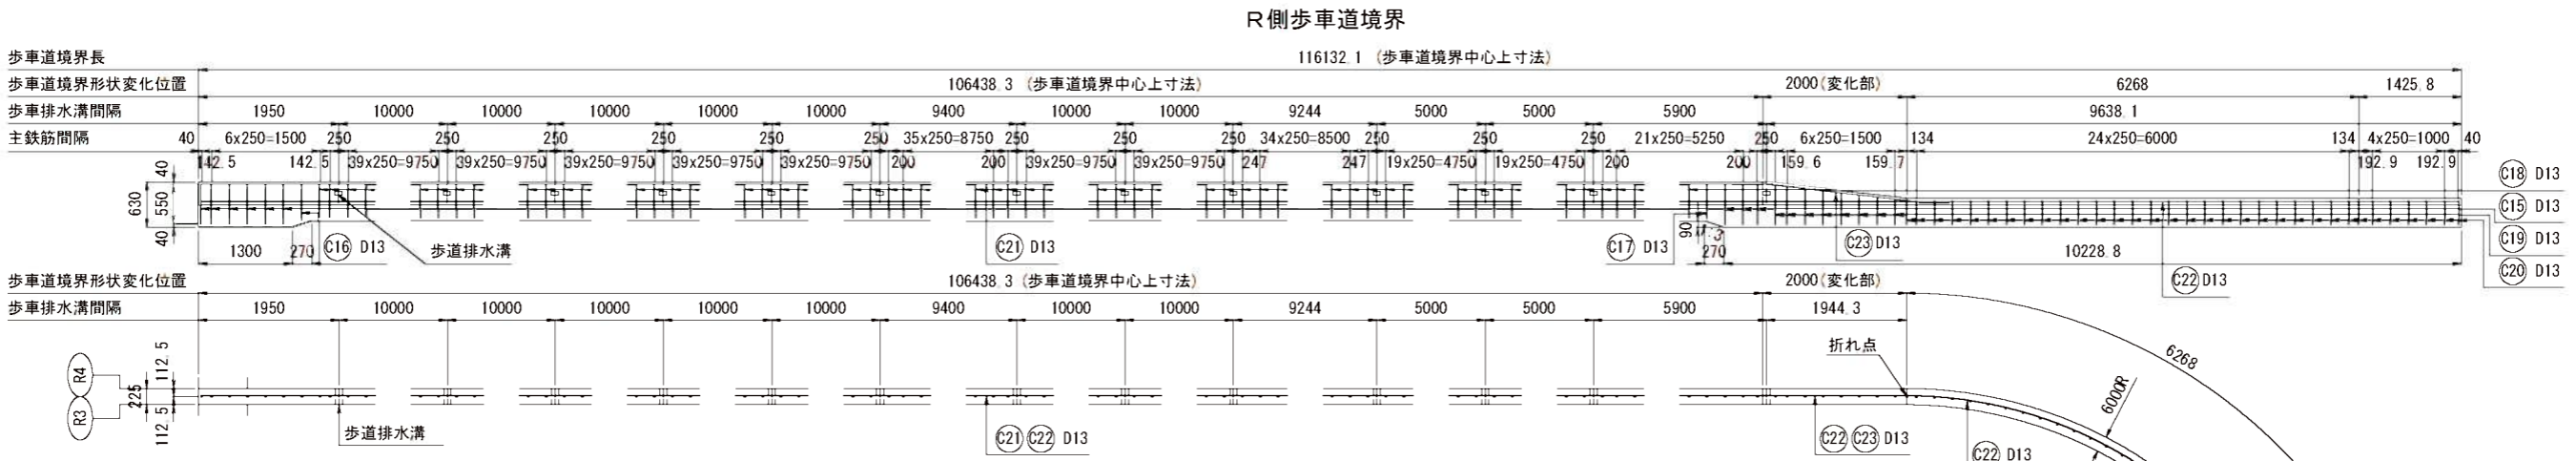 R側歩車道境界
歩車道境界長 116132.1 (歩車道境界中心上寸法)
歩車道境界形状変化位置 106438.3 (歩車道境界中心上寸法) 2000(変化部) 6268 1425.8
歩車排水溝間隔 1950 10000 10000 10000 10000 10000 9400 10000 10000 9244 5000 5000 5900 9638.1
主鉄筋間隔 40 6x250=1500 250 250 250 250 250 250 35x250=8750 250 250 250 34x250=8500 250 250 250 21x250=5250 250 6x250=1500 134 24x250=6000 134 4x250=1000 40
142.5 142.5 39x250=9750 39x250=9750 39x250=9750 39x250=9750 39x250=9750 200 200 39x250=9750 39x250=9750 247 247 19x250=4750 19x250=4750 200 200 159.6 159.7 192.9 192.9
630 40 550 40
C18 D13
C15 D13
C19 D13
C20 D13
1300 270 C16 D13 歩道排水溝 C21 D13 C17 D13 90 1.3 270 C23 D13 10228.8 C22 D13
歩車道境界形状変化位置 106438.3 (歩車道境界中心上寸法) 2000(変化部)
歩車排水溝間隔 1950 10000 10000 10000 10000 10000 9400 10000 10000 9244 5000 5000 5900 1944.3
折れ点 6268
R4 R3 225 112.5 112.5 6000R
歩道排水溝 C21 C22 D13 C22 C23 D13 C22 D13